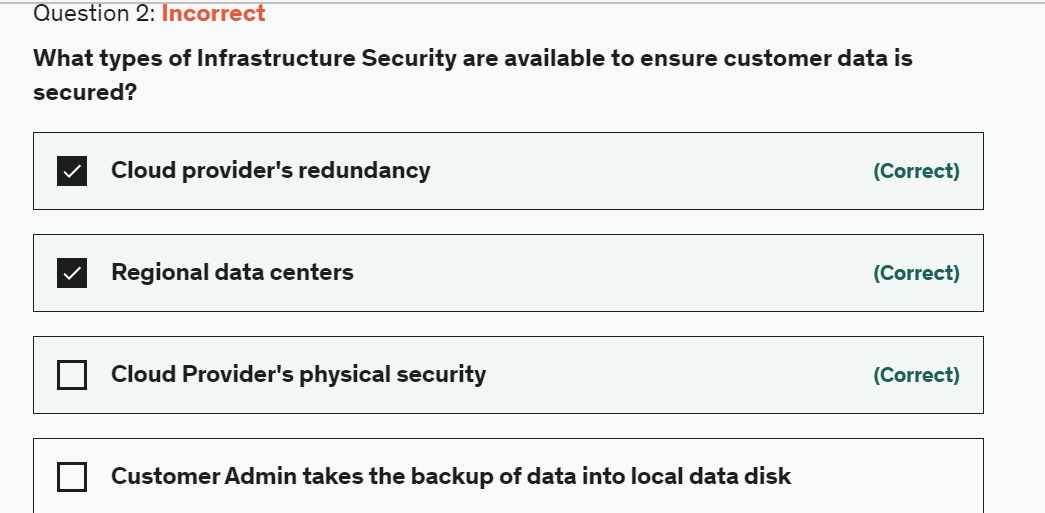 Question 2: Incorrect
What types of Infrastructure Security are available to ensure customer data is
secured?
Cloud provider's redundancy (Correct)
Regional data centers (Correct)
Cloud Provider's physical security (Correct)
Customer Admin takes the backup of data into local data disk